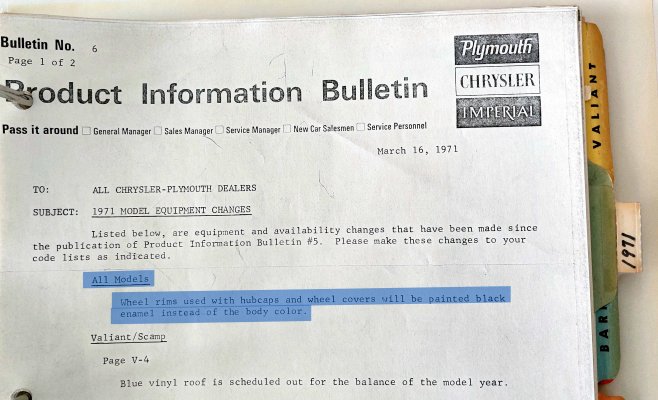 Bulletin No. 6
Page 1 of 2
Plymouth
CHRYSLER
IMPERIAL
Product Information Bulletin
Pass it around General Manager Sales Manager Service Manager New Car Salesmen Service Personnel
March 16, 1971
TO: ALL CHRYSLER-PLYMOUTH DEALERS
SUBJECT: 1971 MODEL EQUIPMENT CHANGES
Listed below, are equipment and availability changes that have been made since
the publication of Product Information Bulletin #5. Please make these changes to your
code lists as indicated.
All Models
Wheel rims used with hubcaps and wheel covers will be painted black
enamel instead of the body color.
Valiant/Scamp
Page V-4
Blue vinyl roof is scheduled out for the balance of the model year.
VALIANT
1971
BARR